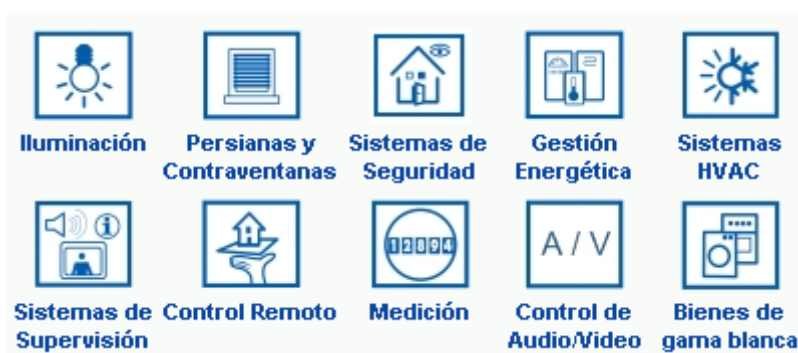 Iluminación
Persianas y
Contraventanas
Sistemas de
Seguridad
Gestión
Energética
Sistemas
HVAC
12094
A / V
Sistemas de
Supervisión
Control Remoto
Medición
Control de
Audio/Video
Bienes de
gama blanca